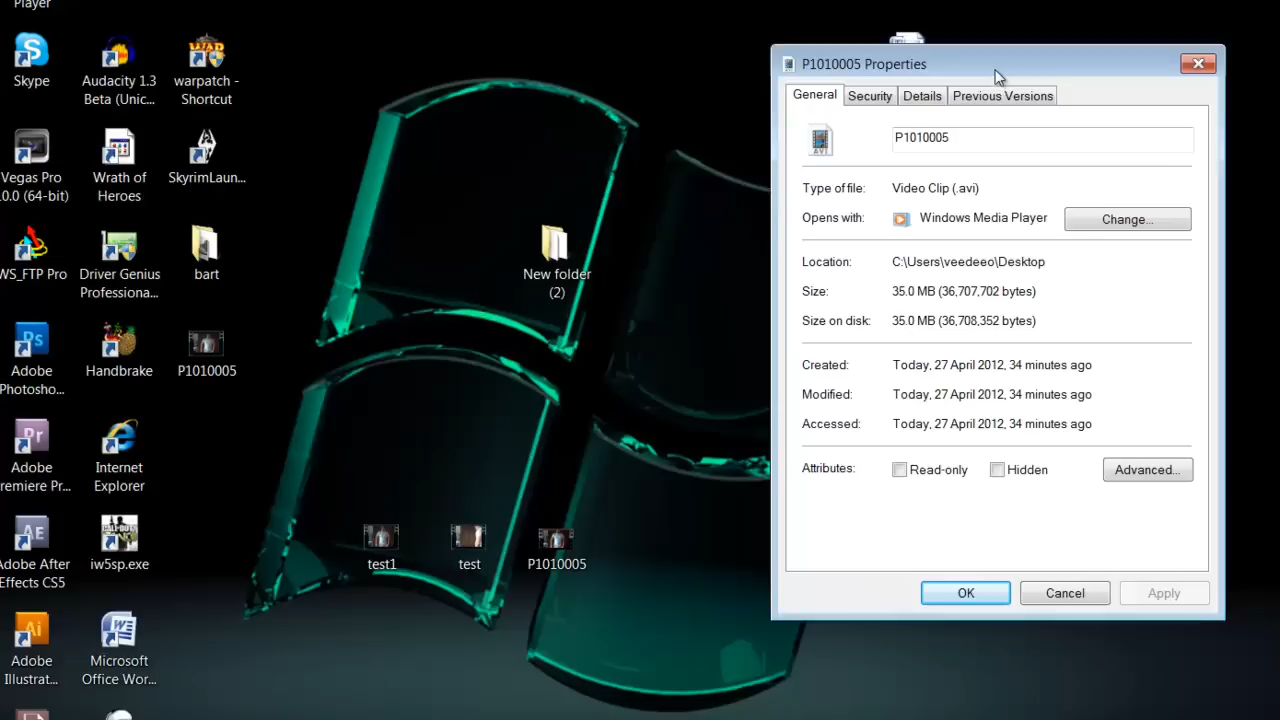 Player
Skype
Audacity 1.3
Beta (Unic...
warpatch -
Shortcut
Vegas Pro
0.0 (64-bit)
Wrath of
Heroes
SkyrimLaun...
WS_FTP Pro
Driver Genius
Professiona...
bart
Adobe
Photosho...
Handbrake
P1010005
Adobe
remiere Pr...
Internet
Explorer
Adobe After
Effects CS5
iw5sp.exe
Adobe
Illustrat...
Microsoft
Office Wor...
New folder
(2)
test1
test
P1010005
P1010005 Properties
General
Security
Details
Previous Versions
AVI
P1010005
Type of file:
Video Clip (.avi)
Opens with:
Windows Media Player
Change...
Location:
C:\Users\veedeeo\Desktop
Size:
35.0 MB (36,707,702 bytes)
Size on disk:
35.0 MB (36,708,352 bytes)
Created:
Today, 27 April 2012, 34 minutes ago
Modified:
Today, 27 April 2012, 34 minutes ago
Accessed:
Today, 27 April 2012, 34 minutes ago
Attributes:
Read-only
Hidden
Advanced...
OK
Cancel
Apply